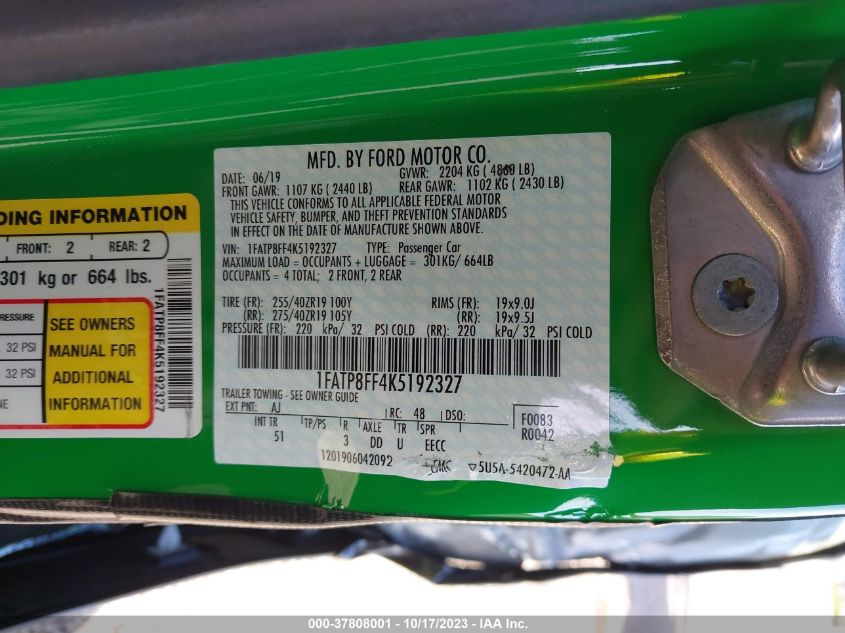 DING INFORMATION
FRONT: 2 REAR: 2
301 kg or 664 lbs.
RESSURE
32 PSI
32 PSI
NE
SEE OWNERS
MANUAL FOR
ADDITIONAL
INFORMATION
1FATP8FF4K5192327
MFD. BY FORD MOTOR CO.
DATE: 06/19 GVWR: 2204 KG ( 4860 LB)
FRONT GAWR: 1107 KG ( 2440 LB) REAR GAWR: 1102 KG ( 2430 LB)
THIS VEHICLE CONFORMS TO ALL APPLICABLE FEDERAL MOTOR
VEHICLE SAFETY, BUMPER, AND THEFT PREVENTION STANDARDS
IN EFFECT ON THE DATE OF MANUFACTURE SHOWN ABOVE.
VIN: 1FATP8FF4K5192327 TYPE: Passenger Car
MAXIMUM LOAD = OCCUPANTS + LUGGAGE = 301KG/ 664LB
OCCUPANTS = 4 TOTAL; 2 FRONT, 2 REAR
TIRE (FR): 255/40ZR19 100Y RIMS (FR): 19x9.0J
(RR): 275/40ZR19 105Y (RR): 19x9.5J
PRESSURE (FR): 220 kPa/ 32 PSI COLD (RR): 220 kPa/ 32 PSI COLD
1FATP8FF4K5192327
TRAILER TOWING - SEE OWNER GUIDE
EXT PNT: AJ RC: 48 DSO: F0083
INT TR TP/PS R AXLE TR SPR R0042
51 3 DD U EECC
1201906042092 CMC ▽5U5A-5420472-AA
000-37808001 - 10/17/2023 - IAA Inc.